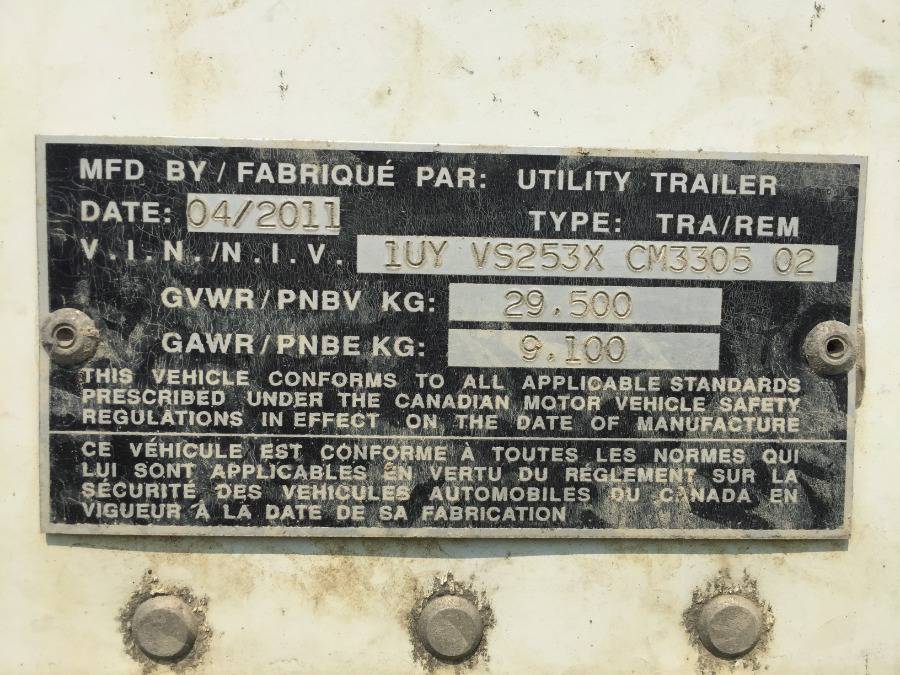 MFD BY / FABRIQUÉ PAR: UTILITY TRAILER
DATE: 04/2011 TYPE: TRA/REM
V.I.N./N.I.V. 1UY VS253X CM3305 02
GVWR/PNBV KG: 29,500
GAWR/PNBE KG: 9,100
THIS VEHICLE CONFORMS TO ALL APPLICABLE STANDARDS
PRESCRIBED UNDER THE CANADIAN MOTOR VEHICLE SAFETY
REGULATIONS IN EFFECT ON THE DATE OF MANUFACTURE
CE VÉHICULE EST CONFORME À TOUTES LES NORMES QUI
LUI SONT APPLICABLES EN VERTU DU RÉGLEMENT SUR LA
SÉCURITÉ DES VEHICULES AUTOMOBILES DU CANADA EN
VIGUEUR À LA DATE DE SA FABRICATION